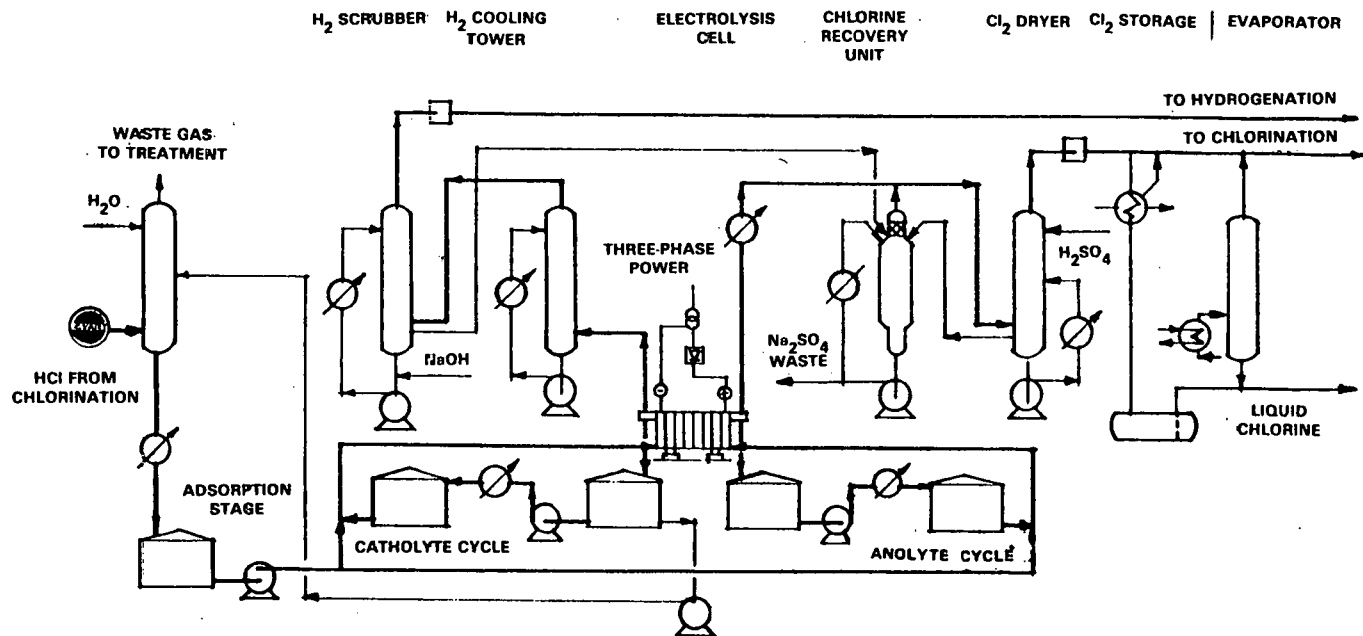 H2 SCRUBBER
H2 COOLING
TOWER
ELECTROLYSIS
CELL
CHLORINE
RECOVERY
UNIT
Cl2 DRYER
Cl2 STORAGE
EVAPORATOR
TO HYDROGENATION
TO CHLORINATION
WASTE GAS
TO TREATMENT
H2O
THREE-PHASE
POWER
H2SO4
Na2SO4
WASTE
NaOH
HCl FROM
CHLORINATION
LIQUID
CHLORINE
ADSORPTION
STAGE
CATHOLYTE CYCLE
ANOLYTE CYCLE